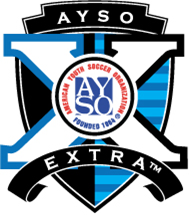 AYSO
AMERICAN YOUTH SOCCER ORGANIZATION
AYSO
®
FOUNDED 1964
EXTRA™